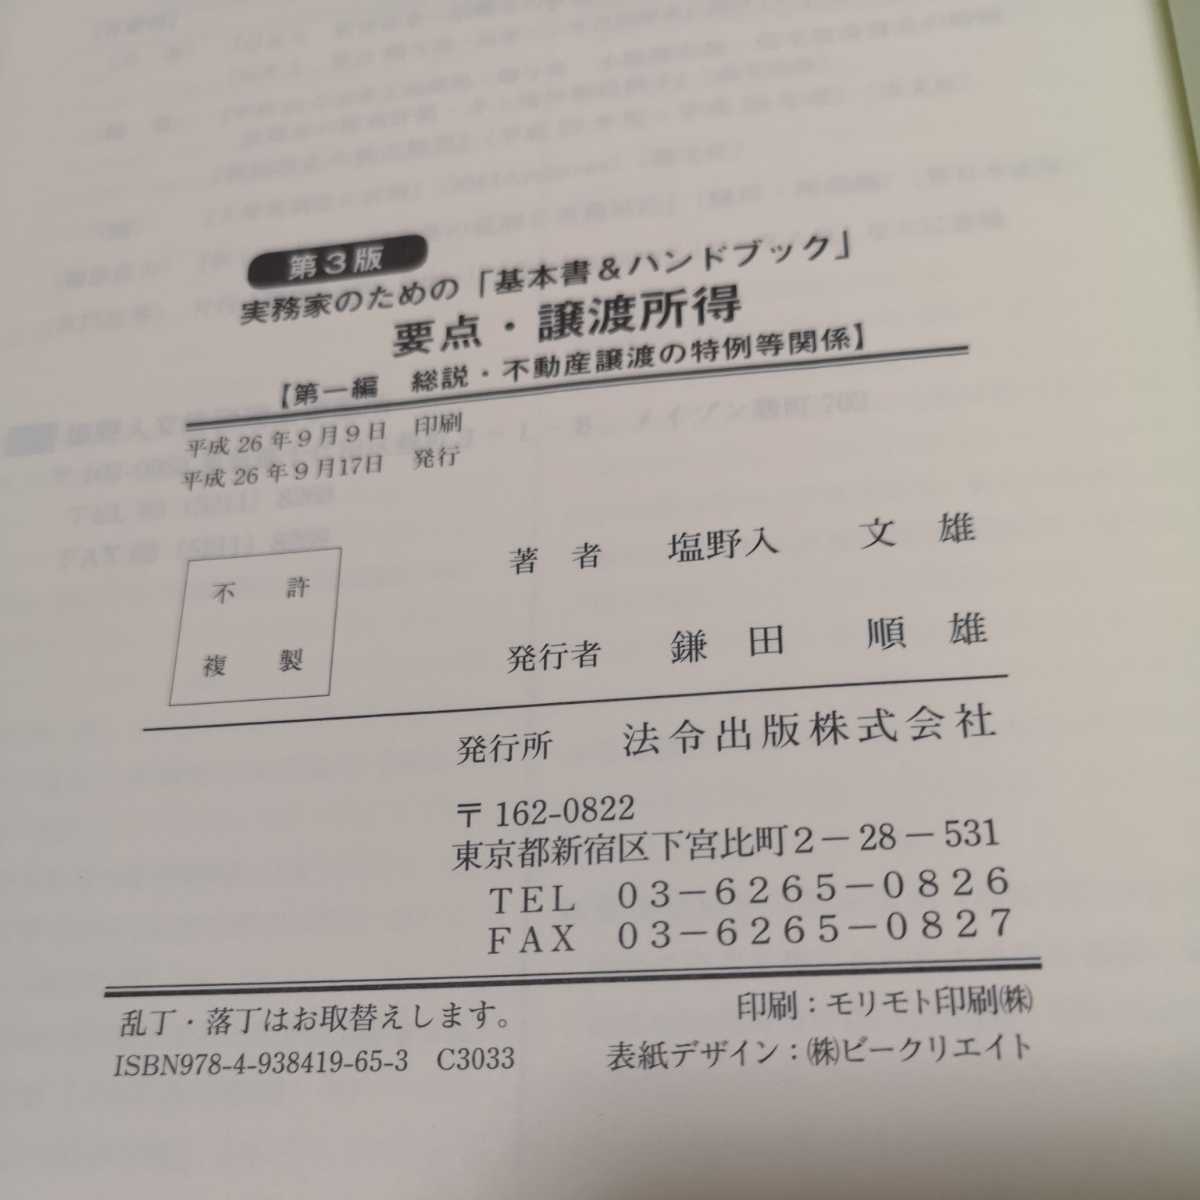 第3版
実務家のための「基本書&ハンドブック」
要点・譲渡所得
【第一編 総説・不動産譲渡の特例等関係】
平成26年9月9日 印刷
平成26年9月17日 発行
不 許
複 製
著 者 塩野入 文 雄
発行者 鎌 田 順 雄
発行所 法令出版株式会社
〒162-0822
東京都新宿区下宮比町2-28-531
TEL 03-6265-0826
FAX 03-6265-0827
乱丁・落丁はお取替えします。
印刷:モリモト印刷㈱
ISBN978-4-938419-65-3 C3033
表紙デザイン:㈱ビークリエイト